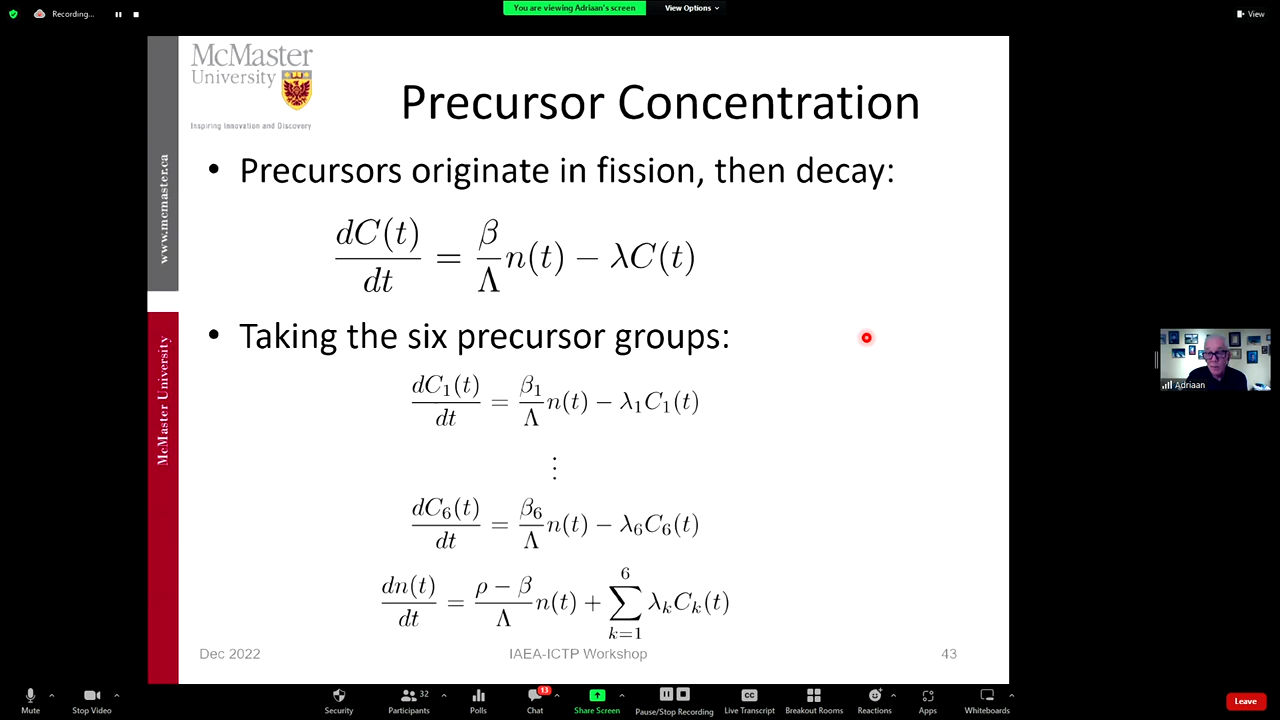 Recording...
You are viewing Adriaan's screen
View Options
View
McMaster
University
Inspiring Innovation and Discovery
www.mcmaster.ca
McMaster University
Precursor Concentration
• Precursors originate in fission, then decay:
dC(t)/dt = β/Λ n(t) − λC(t)
• Taking the six precursor groups:
dC₁(t)/dt = β₁/Λ n(t) − λ₁C₁(t)
⋮
dC₆(t)/dt = β₆/Λ n(t) − λ₆C₆(t)
dn(t)/dt = (ρ − β)/Λ n(t) + ∑_{k=1}^{6} λₖCₖ(t)
Dec 2022
IAEA-ICTP Workshop
43
Adriaan
Mute
Stop Video
Security
32
Participants
Polls
13
Chat
Share Screen
Pause/Stop Recording
CC
Live Transcript
Breakout Rooms
Reactions
Apps
Whiteboards
Leave